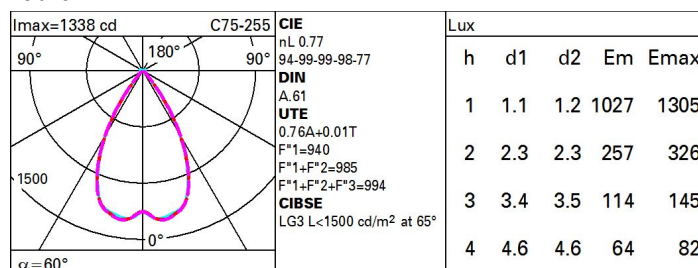 Imax=1338 cd C75-255
90° 180° 90°
1500
0°
α=60°
CIE
nL 0.77
94-99-99-98-77
DIN
A.61
UTE
0.76A+0.01T
F"1=940
F"1+F"2=985
F"1+F"2+F"3=994
CIBSE
LG3 L<1500 cd/m² at 65°
Lux
h d1 d2 Em Emax
1 1.1 1.2 1027 1305
2 2.3 2.3 257 326
3 3.4 3.5 114 145
4 4.6 4.6 64 82